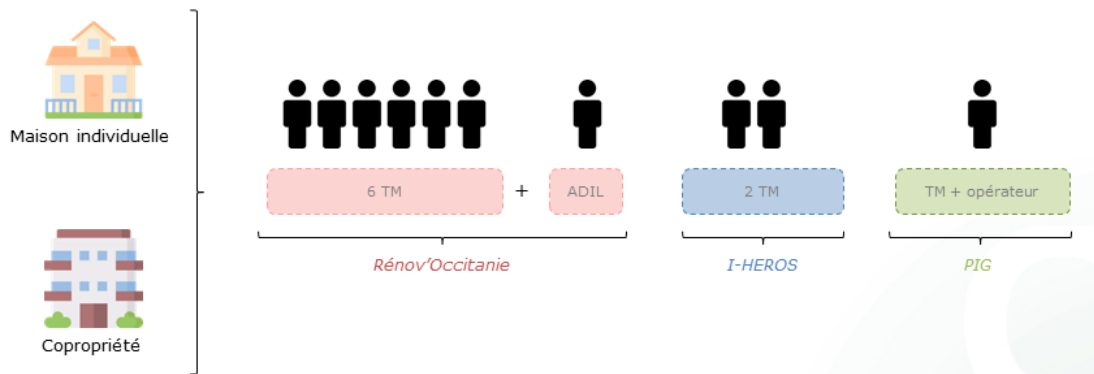 Maison individuelle
6 TM
+
ADIL
2 TM
TM + opérateur
Rénov'Occitanie
I-HEROS
PIG
Copropriété